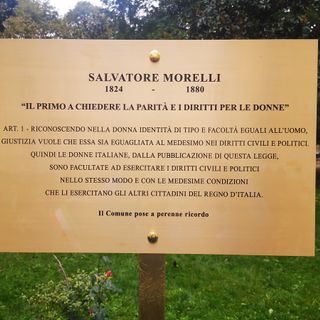 SALVATORE MORELLI
1824 - 1880
"IL PRIMO A CHIEDERE LA PARITÀ E I DIRITTI PER LE DONNE"
ART. 1 - RICONOSCENDO NELLA DONNA IDENTITÀ DI TIPO E FACOLTÀ EGUALI ALL'UOMO,
GIUSTIZIA VUOLE CHE ESSA SIA EGUAGLIATA AL MEDESIMO NEI DIRITTI CIVILI E POLITICI.
QUINDI LE DONNE ITALIANE, DALLA PUBBLICAZIONE DI QUESTA LEGGE,
SONO FACULTATE AD ESERCITARE I DIRITTI CIVILI E POLITICI
NELLO STESSO MODO E CON LE MEDESIME CONDIZIONI
CHE LI ESERCITANO GLI ALTRI CITTADINI DEL REGNO D'ITALIA.
Il Comune pose a perenne ricordo